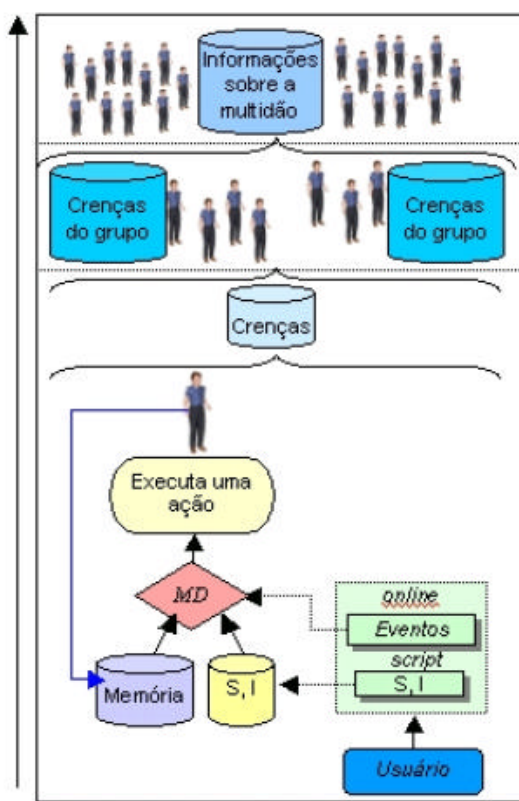 Informações
sobre a
multidão
Crenças
do grupo
Crenças
do grupo
Crenças
Executa uma
ação
MD
online
Eventos
script
S, I
Memória
S, I
Usuário